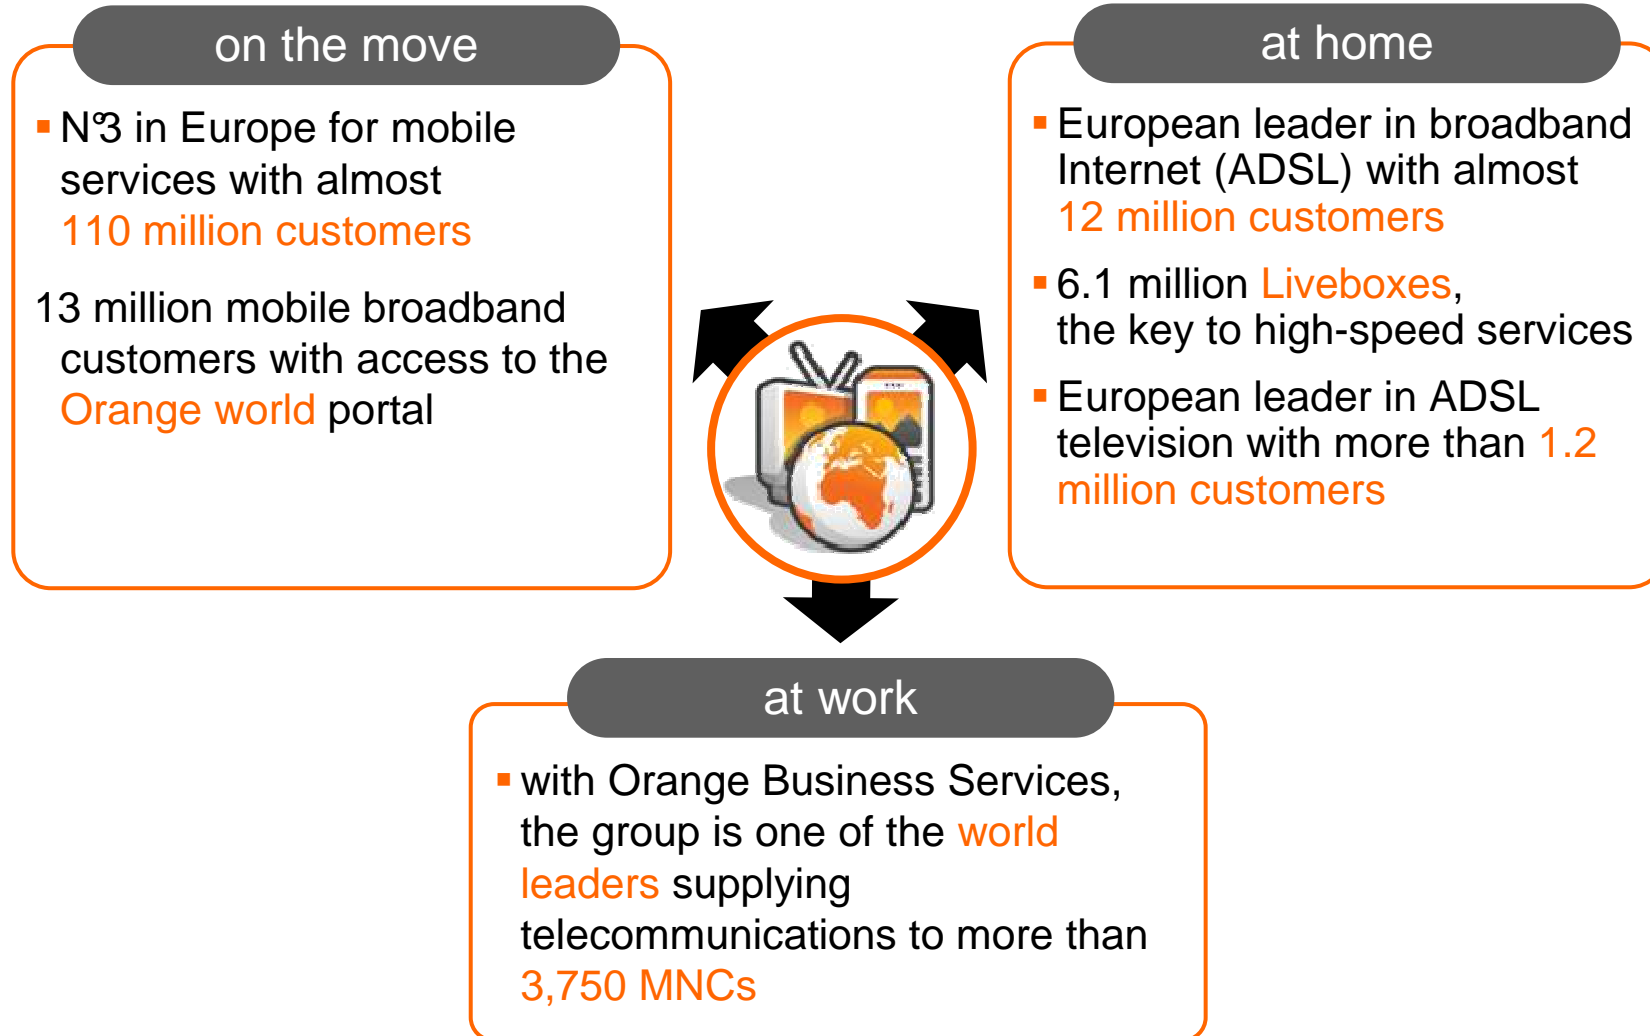 on the move
▪ N°3 in Europe for mobile
services with almost
110 million customers
13 million mobile broadband
customers with access to the
Orange world portal
at home
▪ European leader in broadband
Internet (ADSL) with almost
12 million customers
▪ 6.1 million Liveboxes,
the key to high-speed services
▪ European leader in ADSL
television with more than 1.2
million customers
at work
▪ with Orange Business Services,
the group is one of the world
leaders supplying
telecommunications to more than
3,750 MNCs